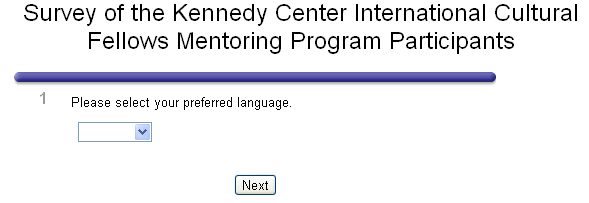 Survey of the Kennedy Center International Cultural
Fellows Mentoring Program Participants
1 Please select your preferred language.
Next